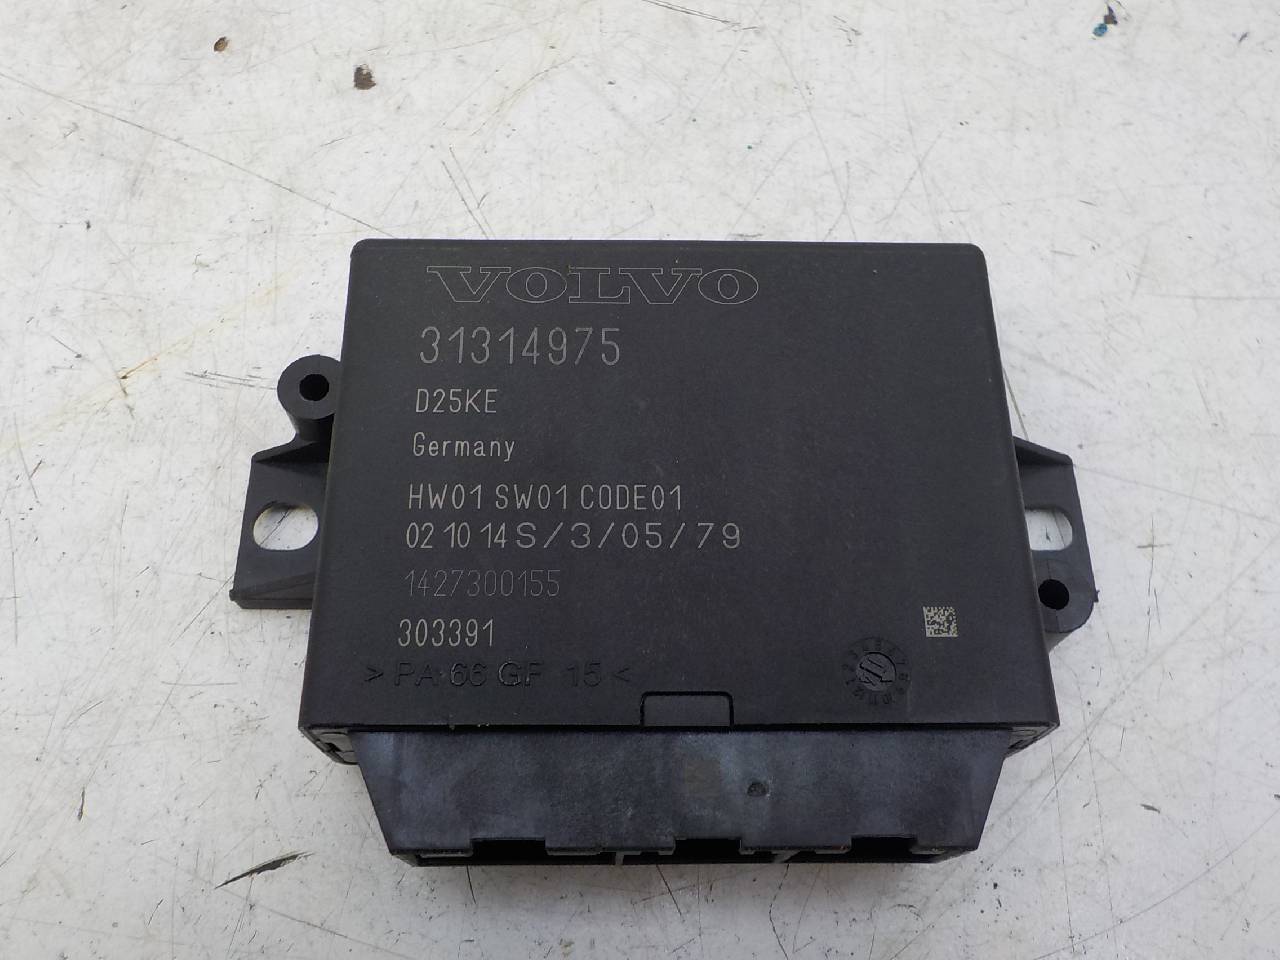 VOLVO
31314975
D25KE
Germany
HW01 SW01 CODE01
02 10 14 S/3/05/79
1427300155
303391
>PA 66 GF 15<